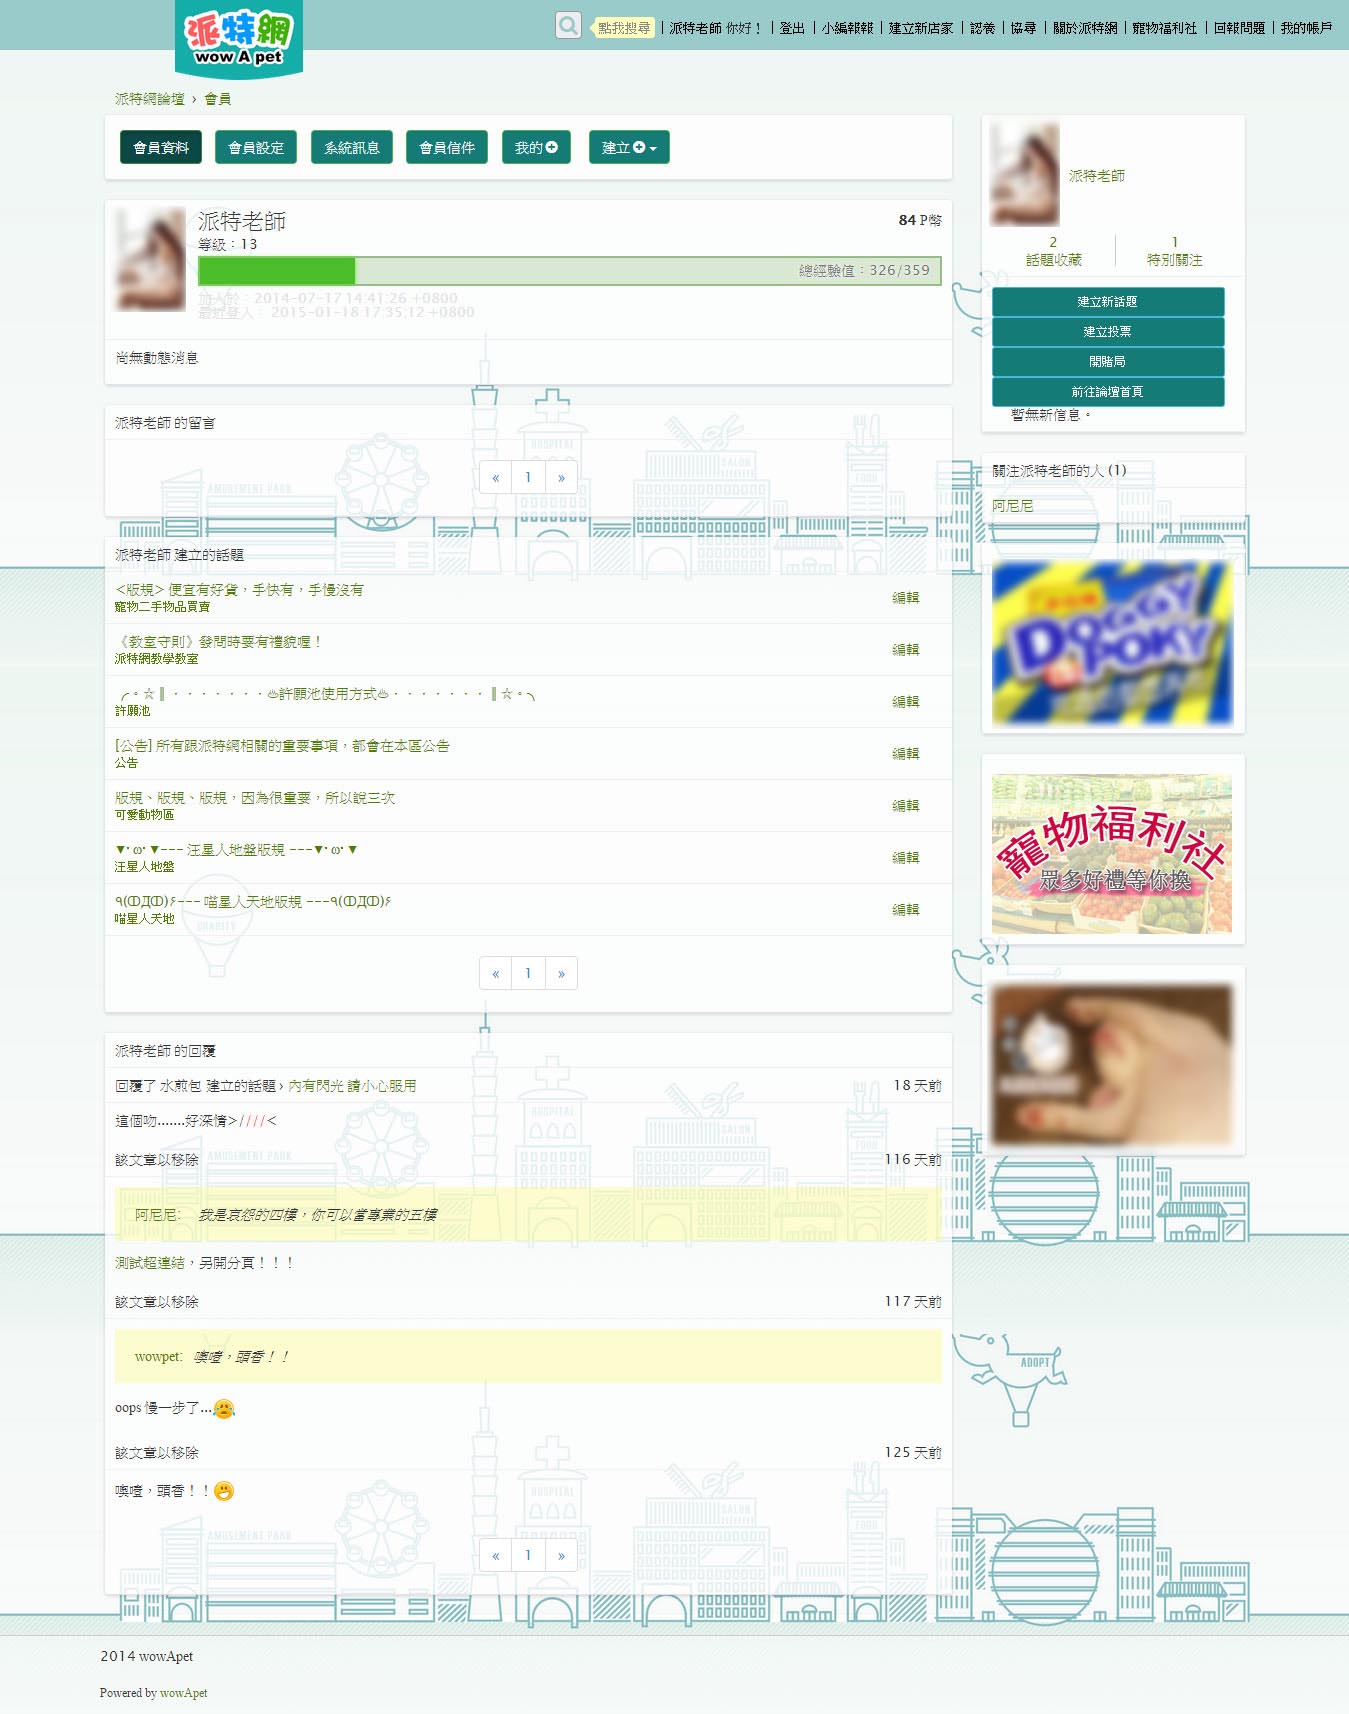 派特網
wow A pet
點我搜尋
派特老師 你好！
登出
小編報報
建立新店家
認養
協尋
關於派特網
寵物福利社
回報問題
我的帳戶
派特網論壇 › 會員
會員資料
會員設定
系統訊息
會員信件
我的
建立
派特老師
84 P幣
等級：13
總經驗值：326/359
加入於：2014-07-17 14:41:26 +0800
最近登入： 2015-01-18 17:35:12 +0800
尚無動態消息
派特老師 的留言
« 1 »
派特老師 建立的話題
<版規> 便宜有好貨，手快有，手慢沒有
編輯
寵物二手物品買賣
《教室守則》發問時要有禮貌喔！
編輯
派特網教學教室
╭◦☆║．．．．．．．♨許願池使用方式♨．．．．．．．║☆◦╮
編輯
許願池
[公告] 所有跟派特網相關的重要事項，都會在本區公告
編輯
公告
版規、版規、版規，因為很重要，所以說三次
編輯
可愛動物區
▼・ω・▼--- 汪星人地盤版規 ---▼・ω・▼
編輯
汪星人地盤
٩(ↀДↀ)۶--- 喵星人天地版規 ---٩(ↀДↀ)۶
編輯
喵星人天地
« 1 »
派特老師 的回覆
回覆了 水煎包 建立的話題 › 內有閃光 請小心服用
18 天前
這個吻.......好深情>////<
該文章以移除
116 天前
阿尼尼: 我是哀怨的四樓，你可以當專業的五樓
測試超連結，另開分頁！！！
該文章以移除
117 天前
wowpet: 噢嘻，頭香！！
oops 慢一步了...
該文章以移除
125 天前
噢嘻，頭香！！
« 1 »
派特老師
2
話題收藏
1
特別關注
建立新話題
建立投票
開賭局
前往論壇首頁
暫無新信息。
關注派特老師的人 (1)
阿尼尼
DOGGY
POKY
寵物福利社
眾多好禮等你換
AMUSEMENT PARK
HOSPITAL
SALON
FOOD
CHARITY
ADOPT
AMUSEMENT PARK
HOSPITAL
SALON
FOOD
AMUSEMENT PARK
HOSPITAL
SALON
FOOD
2014 wowApet
Powered by wowApet